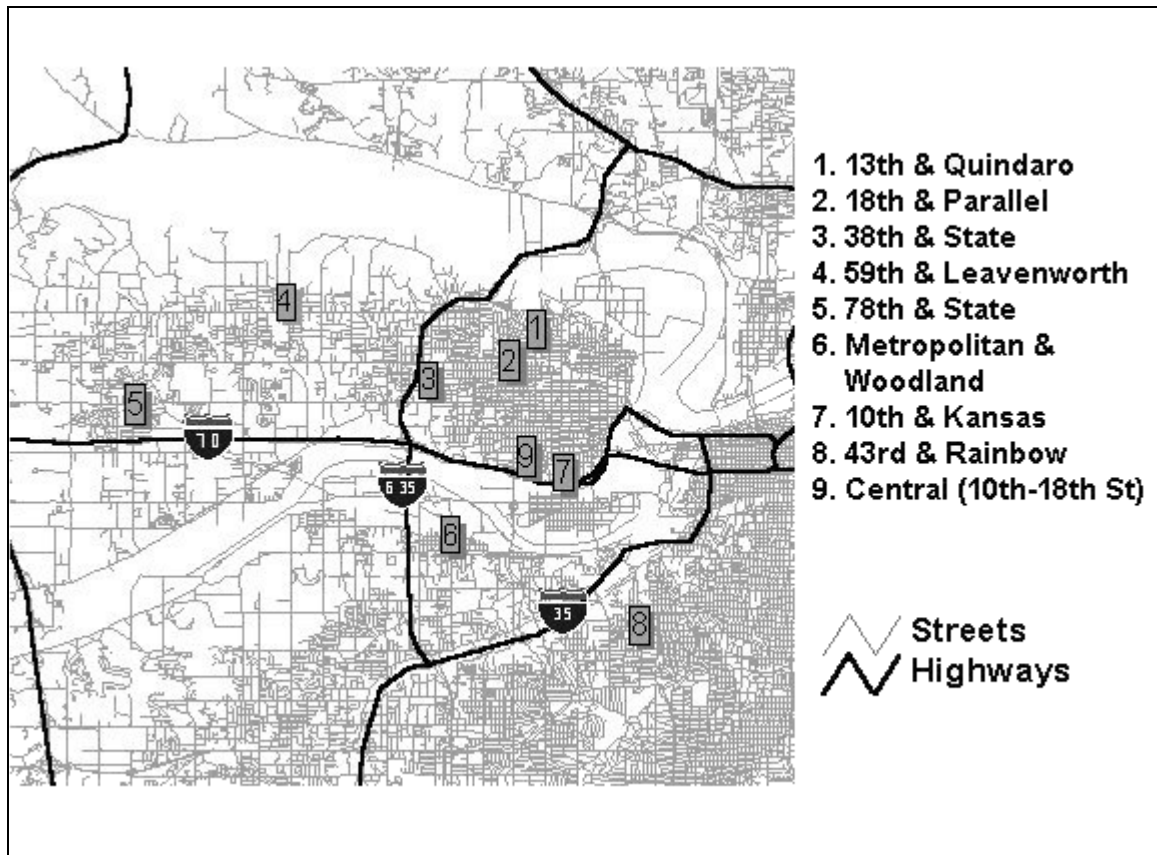 1. 13th & Quindaro
2. 18th & Parallel
3. 38th & State
4. 59th & Leavenworth
5. 78th & State
6. Metropolitan &
Woodland
7. 10th & Kansas
8. 43rd & Rainbow
9. Central (10th-18th St)
Streets
Highways
4
1
2
3
5
70
9
7
635
6
35
8